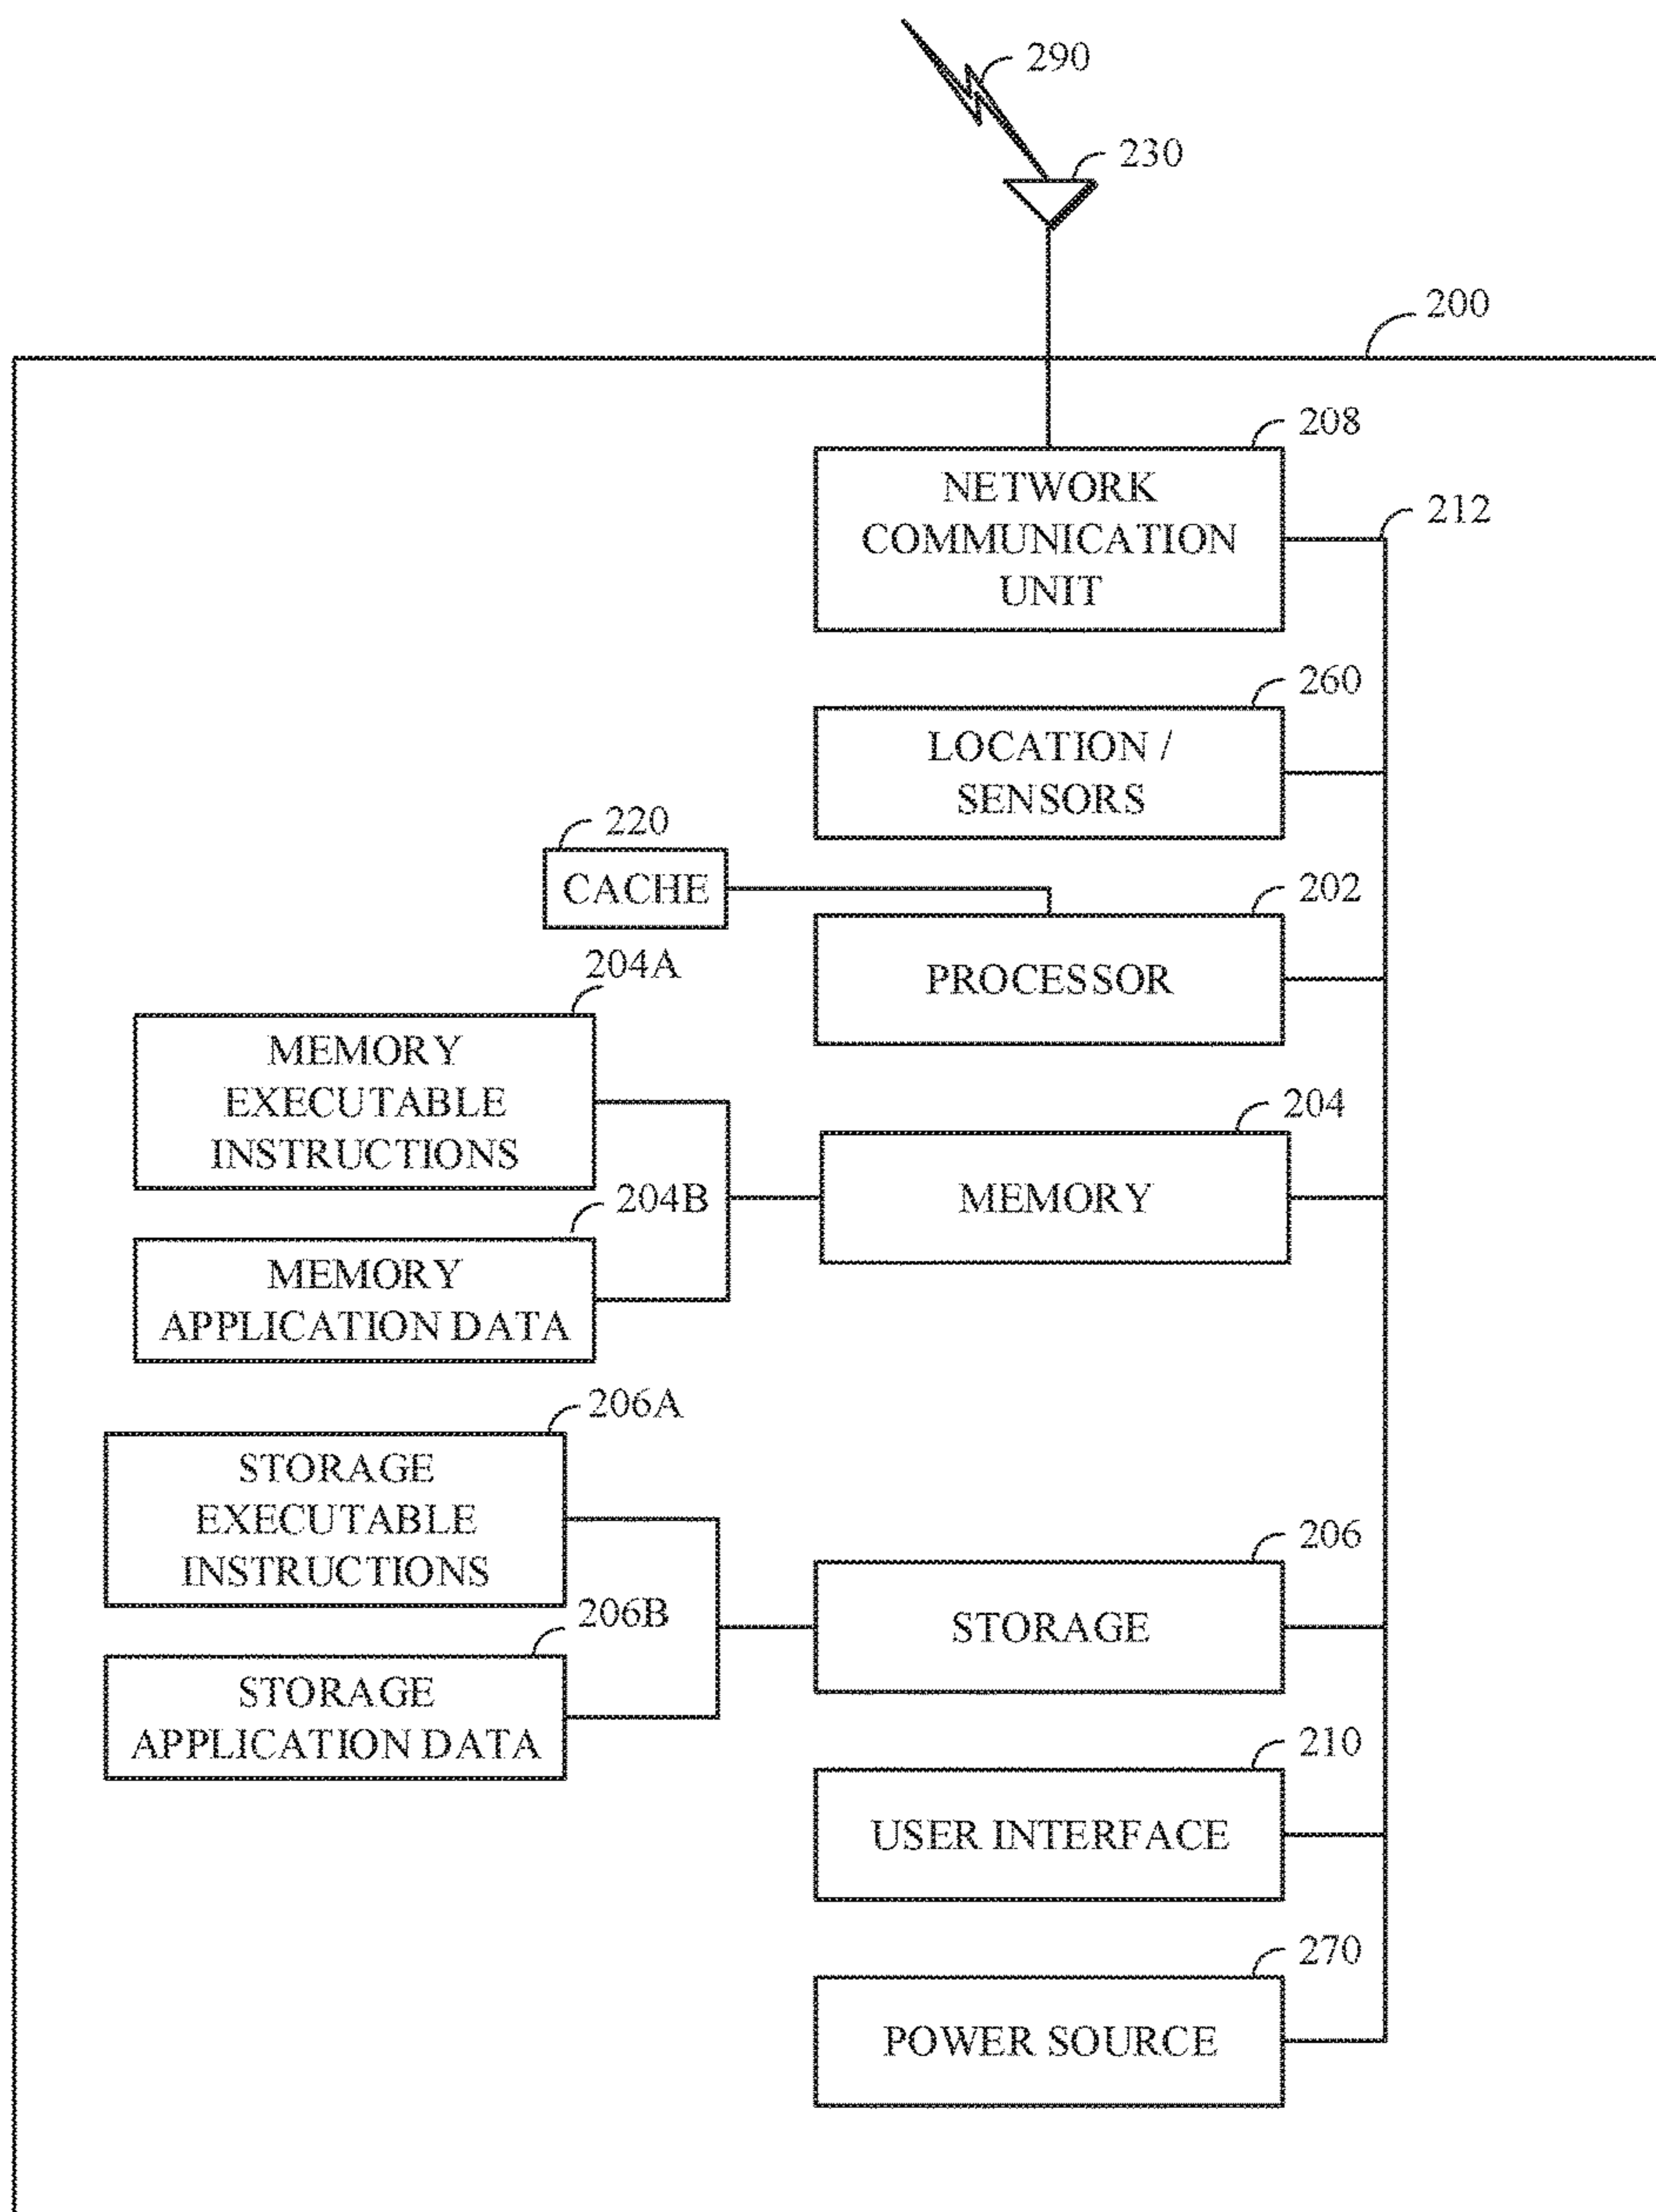 290
230
200
208
NETWORK
COMMUNICATION
UNIT
212
260
LOCATION /
SENSORS
220
CACHE
202
PROCESSOR
204A
MEMORY
EXECUTABLE
INSTRUCTIONS
204
MEMORY
204B
MEMORY
APPLICATION DATA
206A
STORAGE
EXECUTABLE
INSTRUCTIONS
206
STORAGE
206B
STORAGE
APPLICATION DATA
210
USER INTERFACE
270
POWER SOURCE